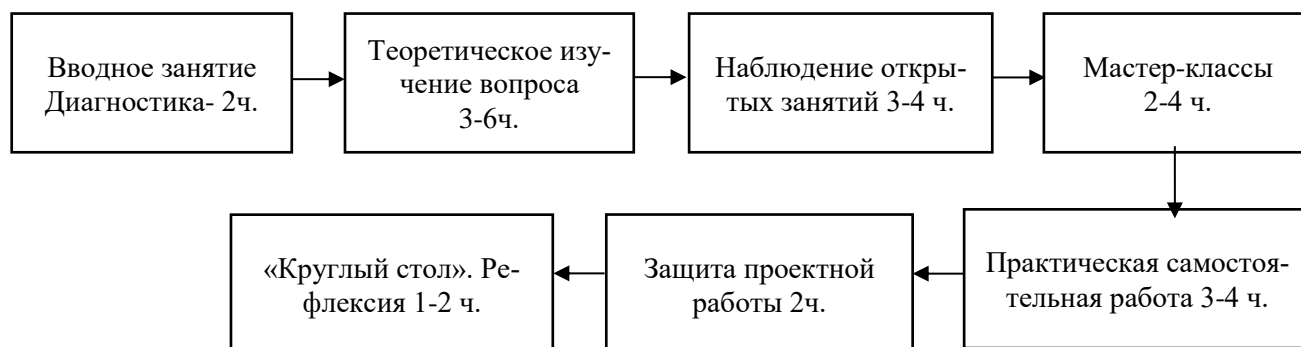 Вводное занятие
Диагностика- 2ч.
Теоретическое изу-
чение вопроса
3-6ч.
Наблюдение откры-
тых занятий 3-4 ч.
Мастер-классы
2-4 ч.
Практическая самостоя-
тельная работа 3-4 ч.
Защита проектной
работы 2ч.
«Круглый стол». Ре-
флексия 1-2 ч.